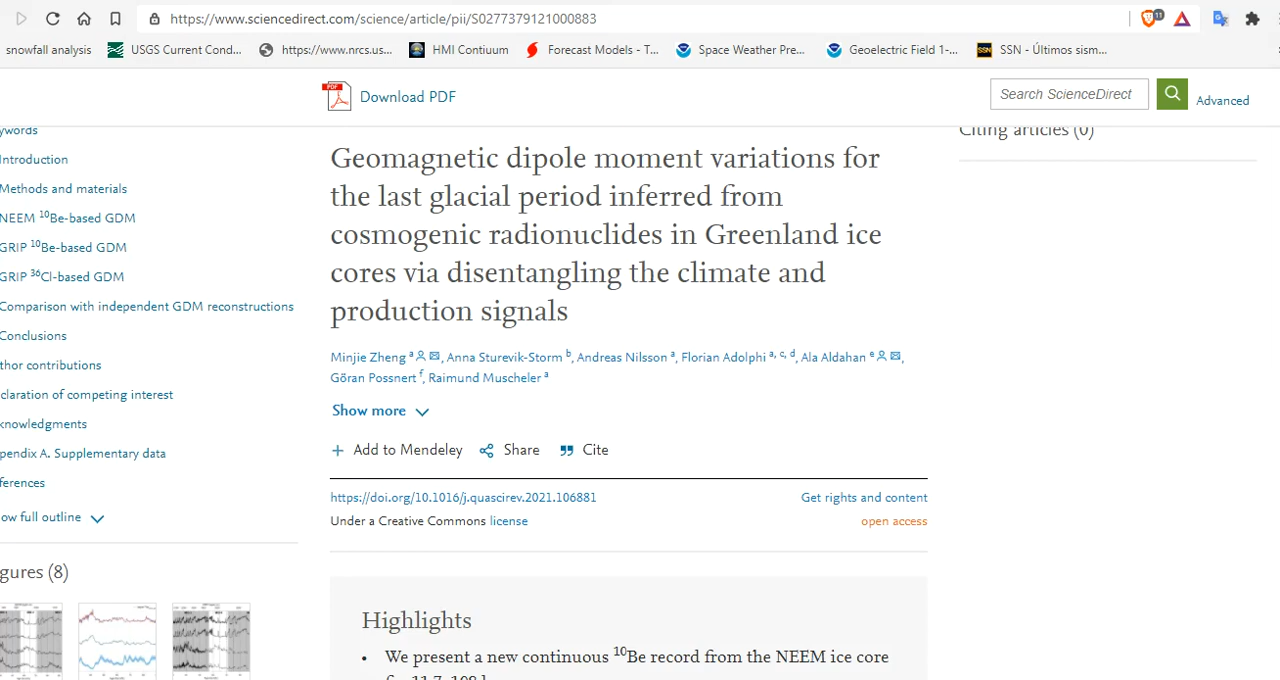 https://www.sciencedirect.com/science/article/pii/S0277379121000883
11
snowfall analysis USGS Current Cond... https://www.nrcs.us... HMI Contiuum Forecast Models - T... Space Weather Pre... Geoelectric Field 1-... SSN SSN - Últimos sism...
PDF Download PDF
Search ScienceDirect Advanced
ywords
Introduction
Methods and materials
NEEM ¹⁰Be-based GDM
GRIP ¹⁰Be-based GDM
GRIP ³⁶Cl-based GDM
Comparison with independent GDM reconstructions
Conclusions
thor contributions
claration of competing interest
knowledgments
pendix A. Supplementary data
ferences
ow full outline
gures (8)
Geomagnetic dipole moment variations for
the last glacial period inferred from
cosmogenic radionuclides in Greenland ice
cores via disentangling the climate and
production signals
Minjie Zheng ᵃ, Anna Sturevik-Storm ᵇ, Andreas Nilsson ᵃ, Florian Adolphi ᵃ, ᶜ, ᵈ, Ala Aldahan ᵉ,
Göran Possnert ᶠ, Raimund Muscheler ᵃ
Show more
+ Add to Mendeley Share Cite
https://doi.org/10.1016/j.quascirev.2021.106881 Get rights and content
Under a Creative Commons license open access
Highlights
• We present a new continuous ¹⁰Be record from the NEEM ice core
Citing articles (0)